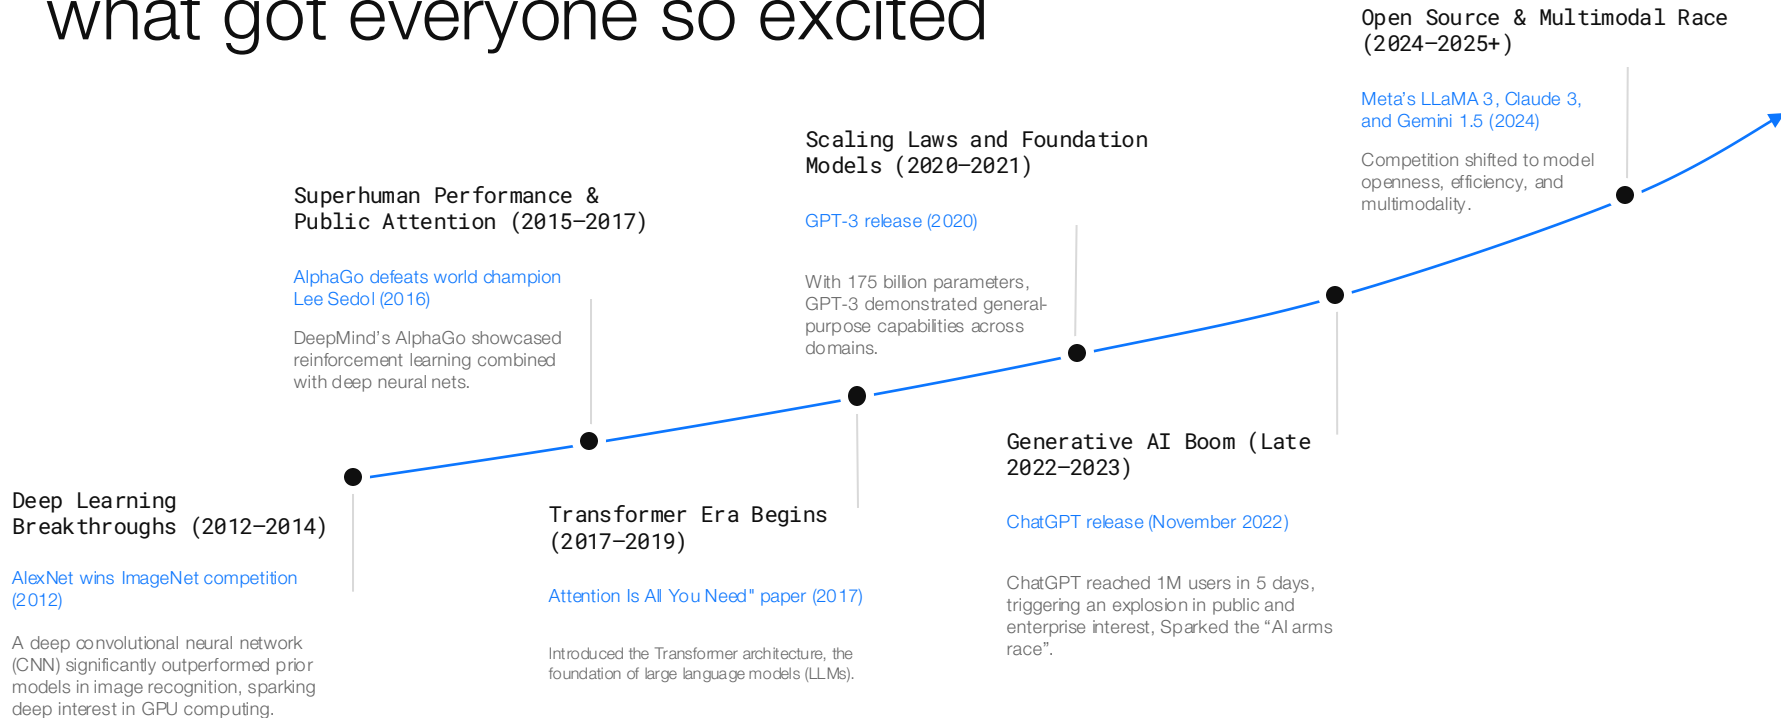 what got everyone so excited
Deep Learning
Breakthroughs (2012–2014)
AlexNet wins ImageNet competition
(2012)
A deep convolutional neural network
(CNN) significantly outperformed prior
models in image recognition, sparking
deep interest in GPU computing.
Superhuman Performance &
Public Attention (2015–2017)
AlphaGo defeats world champion
Lee Sedol (2016)
DeepMind’s AlphaGo showcased
reinforcement learning combined
with deep neural nets.
Transformer Era Begins
(2017–2019)
Attention Is All You Need" paper (2017)
Introduced the Transformer architecture, the
foundation of large language models (LLMs).
Scaling Laws and Foundation
Models (2020–2021)
GPT-3 release (2020)
With 175 billion parameters,
GPT-3 demonstrated general-
purpose capabilities across
domains.
Generative AI Boom (Late
2022–2023)
ChatGPT release (November 2022)
ChatGPT reached 1M users in 5 days,
triggering an explosion in public and
enterprise interest, Sparked the “AI arms
race”.
Open Source & Multimodal Race
(2024–2025+)
Meta’s LLaMA 3, Claude 3,
and Gemini 1.5 (2024)
Competition shifted to model
openness, efficiency, and
multimodality.